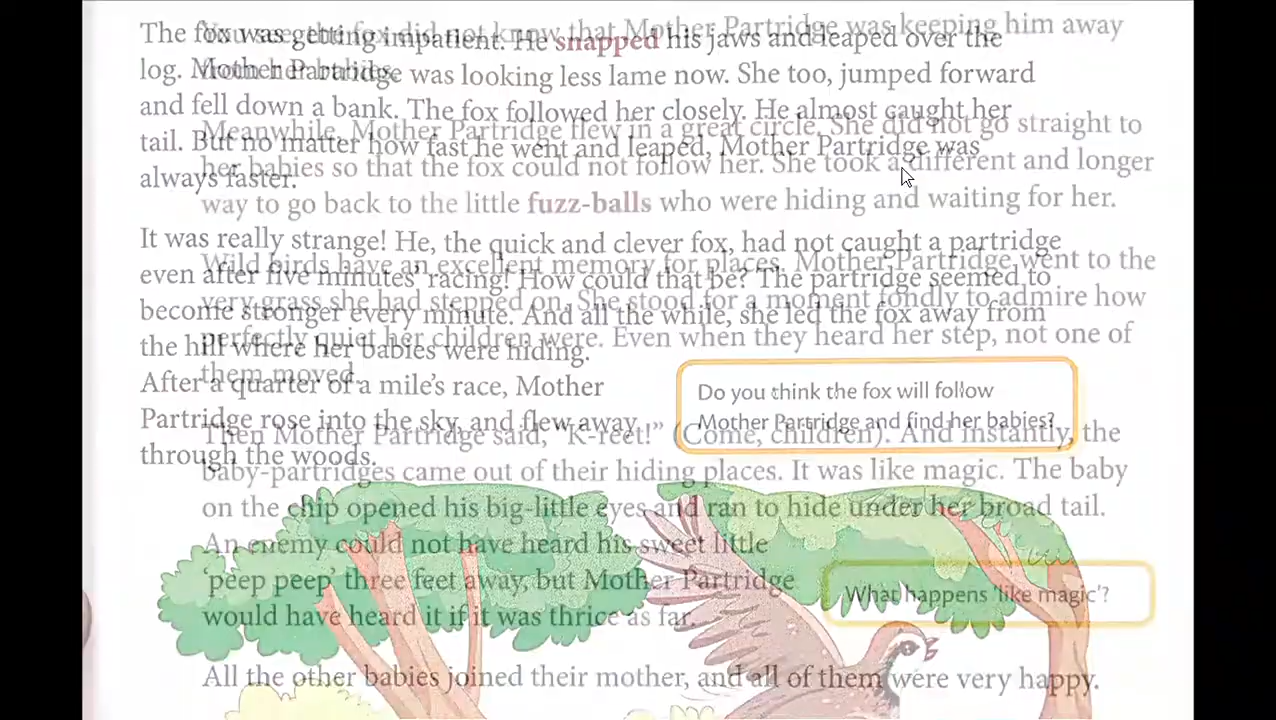 The fox was getting impatient. He snapped his jaws and leaped over the
log. Mother Partridge was looking less lame now. She too, jumped forward
and fell down a bank. The fox followed her closely. He almost caught her
tail. But no matter how fast he went and leaped, Mother Partridge was
always faster.
It was really strange! He, the quick and clever fox, had not caught a partridge
even after five minutes' racing! How could that be? The partridge seemed to
become stronger every minute. And all the while, she led the fox away from
the hill where her babies were hiding.
After a quarter of a mile's race, Mother
Partridge rose into the sky, and flew away
through the woods.
Do you think the fox will follow
Mother Partridge and find her babies?
the fox did not know that Mother Partridge was keeping him away
from her babies.
Meanwhile, Mother Partridge flew in a great circle. She did not go straight to
her babies so that the fox could not follow her. She took a different and longer
way to go back to the little fuzz-balls who were hiding and waiting for her.
Wild birds have an excellent memory for places. Mother Partridge went to the
very grass she had stepped on. She stood for a moment fondly to admire how
perfectly quiet her children were. Even when they heard her step, not one of
them moved.
Then Mother Partridge said, “K-reet!” (Come, children). And instantly, the
baby-partridges came out of their hiding places. It was like magic. The baby
on the chip opened his big-little eyes and ran to hide under her broad tail.
An enemy could not have heard his sweet little
‘peep peep’ three feet away, but Mother Partridge
would have heard it if it was thrice as far.
What happens ‘like magic’?
All the other babies joined their mother, and all of them were very happy.